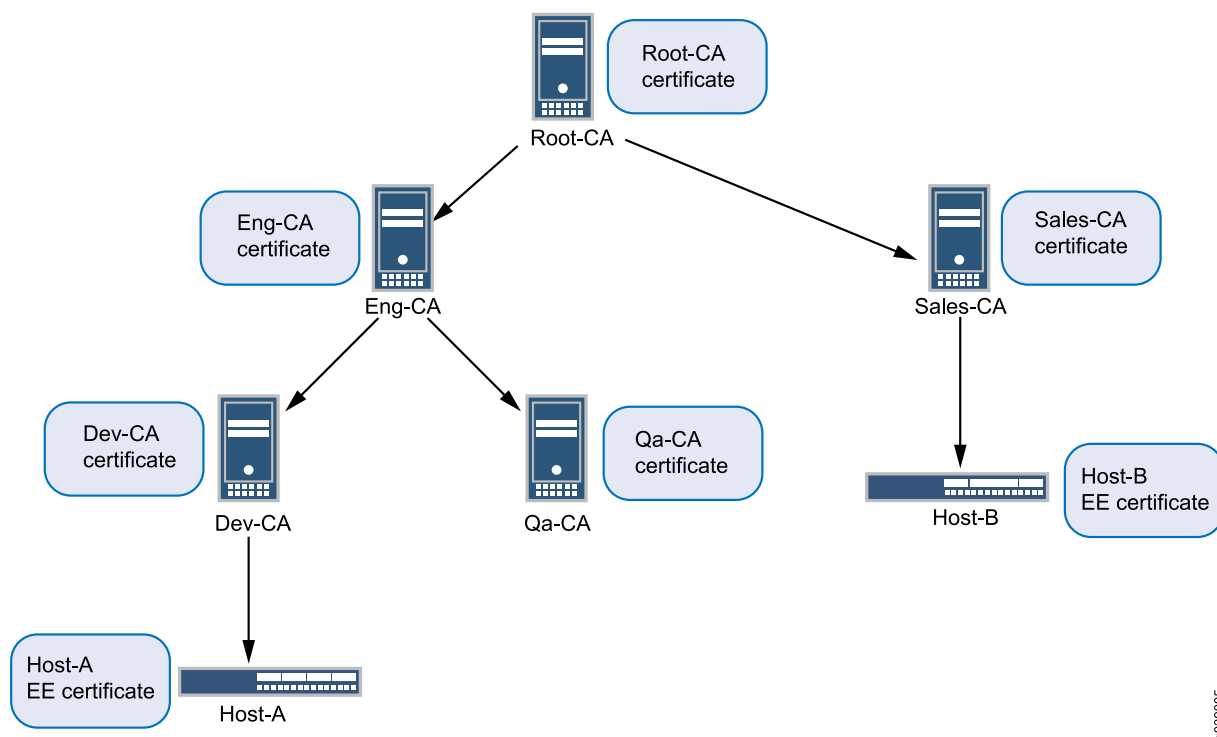 Root-CA
certificate
Root-CA
Eng-CA
certificate
Sales-CA
certificate
Eng-CA
Sales-CA
Dev-CA
certificate
Qa-CA
certificate
Host-B
EE certificate
Dev-CA
Qa-CA
Host-B
Host-A
EE certificate
Host-A